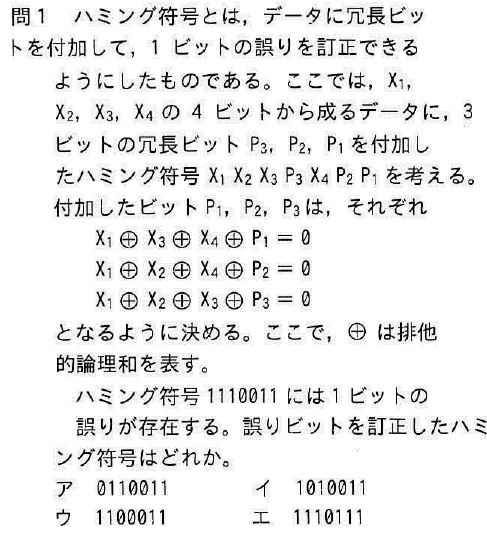 問1 ハミング符号とは，データに冗長ビッ
トを付加して，1 ビットの誤りを訂正できる
ようにしたものである。ここでは，X₁，
X₂，X₃，X₄ の 4 ビットから成るデータに，3
ビットの冗長ビット P₃，P₂，P₁ を付加し
たハミング符号 X₁ X₂ X₃ P₃ X₄ P₂ P₁ を考える。
付加したビット P₁，P₂，P₃ は，それぞれ
X₁ ⊕ X₃ ⊕ X₄ ⊕ P₁ = 0
X₁ ⊕ X₂ ⊕ X₄ ⊕ P₂ = 0
X₁ ⊕ X₂ ⊕ X₃ ⊕ P₃ = 0
となるように決める。ここで，⊕ は排他
的論理和を表す。
ハミング符号 1110011 には 1 ビットの
誤りが存在する。誤りビットを訂正したハミ
ング符号はどれか。
ア 0110011 イ 1010011
ウ 1100011 エ 1110111